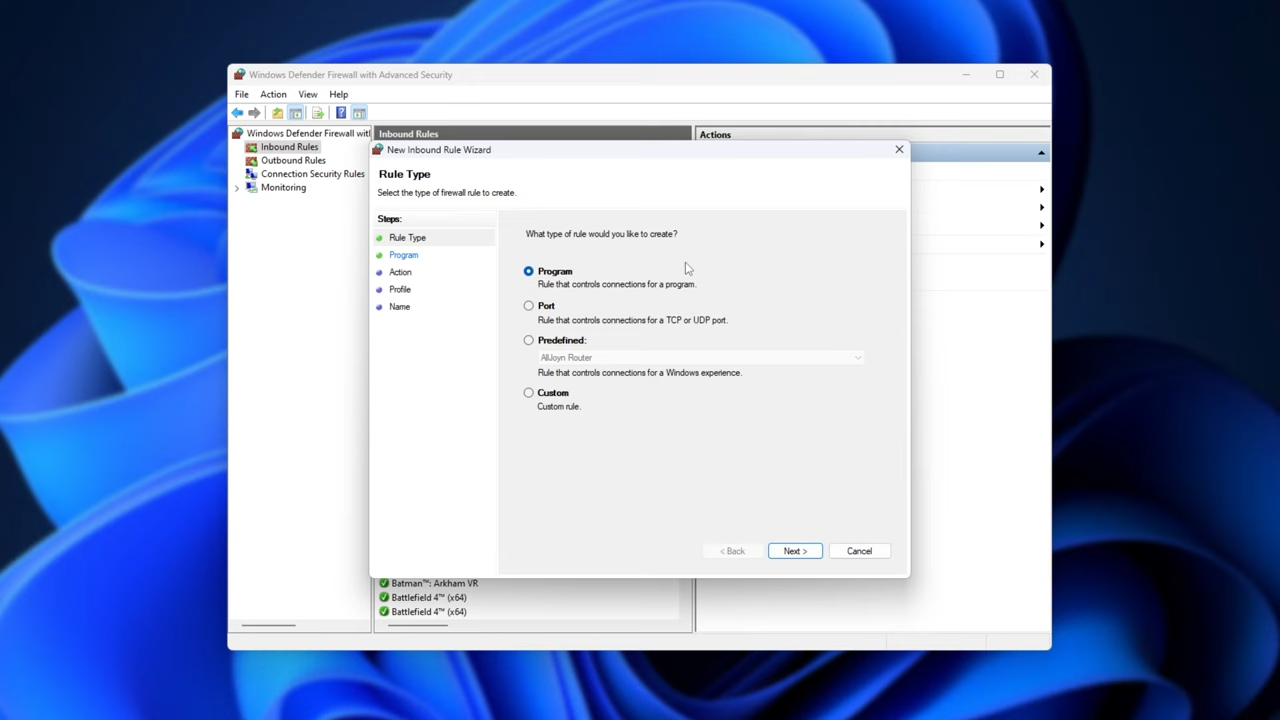 Windows Defender Firewall with Advanced Security
File Action View Help
Windows Defender Firewall wit
Inbound Rules
Outbound Rules
Connection Security Rules
Monitoring
Inbound Rules
Actions
New Inbound Rule Wizard
Rule Type
Select the type of firewall rule to create.
Steps:
Rule Type
Program
Action
Profile
Name
What type of rule would you like to create?
Program
Rule that controls connections for a program.
Port
Rule that controls connections for a TCP or UDP port.
Predefined:
AllJoyn Router
Rule that controls connections for a Windows experience.
Custom
Custom rule.
< Back
Next >
Cancel
Batman™: Arkham VR
Battlefield 4™ (x64)
Battlefield 4™ (x64)